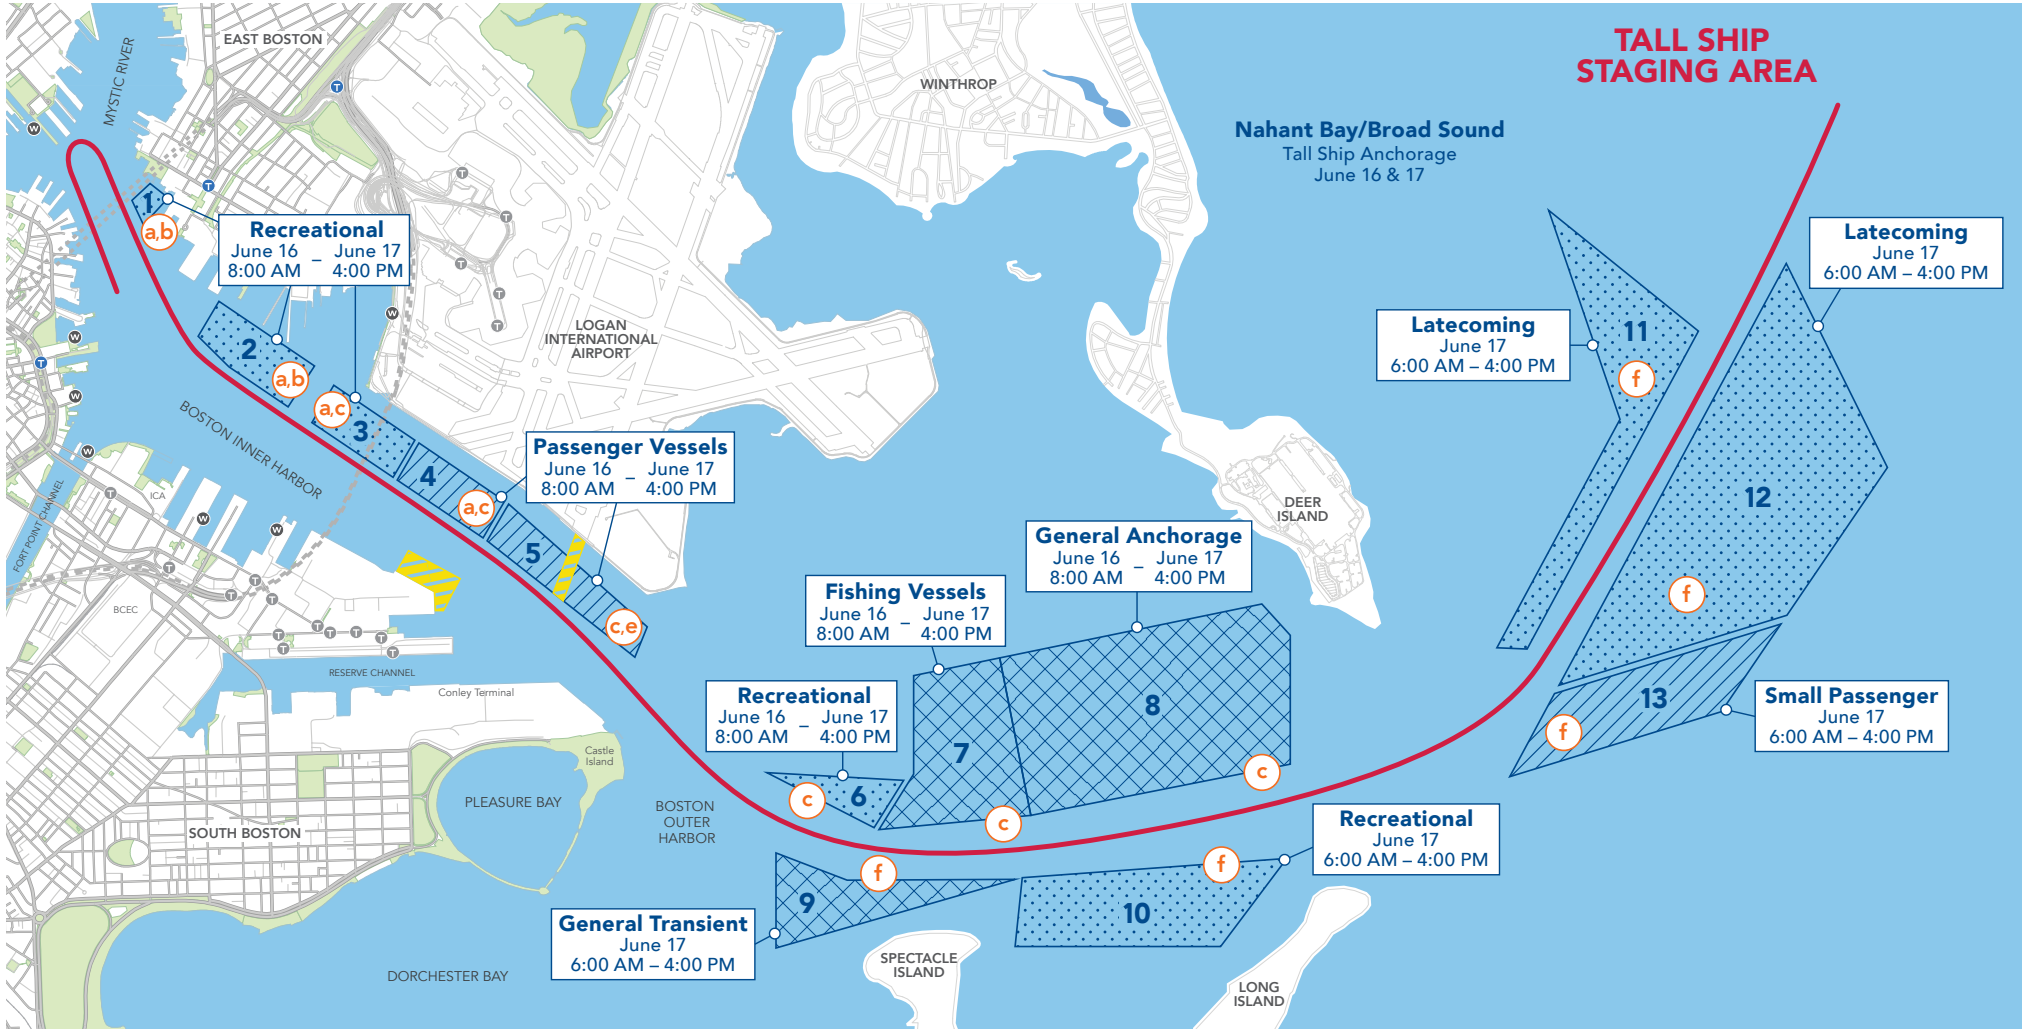 TALL SHIP
STAGING AREA
EAST BOSTON
MYSTIC RIVER
WINTHROP
Nahant Bay/Broad Sound
Tall Ship Anchorage
June 16 & 17
W
T
T
T
T
T
T
T
1
a,b
Recreational
June 16 – June 17
8:00 AM 4:00 PM
Latecoming
June 17
6:00 AM – 4:00 PM
Latecoming
June 17
6:00 AM – 4:00 PM
11
f
12
f
LOGAN
INTERNATIONAL
AIRPORT
W
W
T
W
W
2
a,b
a,c
3
BOSTON INNER HARBOR
4
a,c
Passenger Vessels
June 16 – June 17
8:00 AM 4:00 PM
5
c,e
FORT POINT CHANNEL
T
ICA
W
W
T
T
T
T
BCEC
T
T
T
T
T
T
RESERVE CHANNEL
Conley Terminal
DEER
ISLAND
General Anchorage
June 16 – June 17
8:00 AM 4:00 PM
Fishing Vessels
June 16 – June 17
8:00 AM 4:00 PM
Recreational
June 16 – June 17
8:00 AM 4:00 PM
6
c
7
c
8
c
13
f
Small Passenger
June 17
6:00 AM – 4:00 PM
Castle
Island
PLEASURE BAY
BOSTON
OUTER
HARBOR
SOUTH BOSTON
Recreational
June 17
6:00 AM – 4:00 PM
f
f
9
10
General Transient
June 17
6:00 AM – 4:00 PM
SPECTACLE
ISLAND
LONG
ISLAND
DORCHESTER BAY